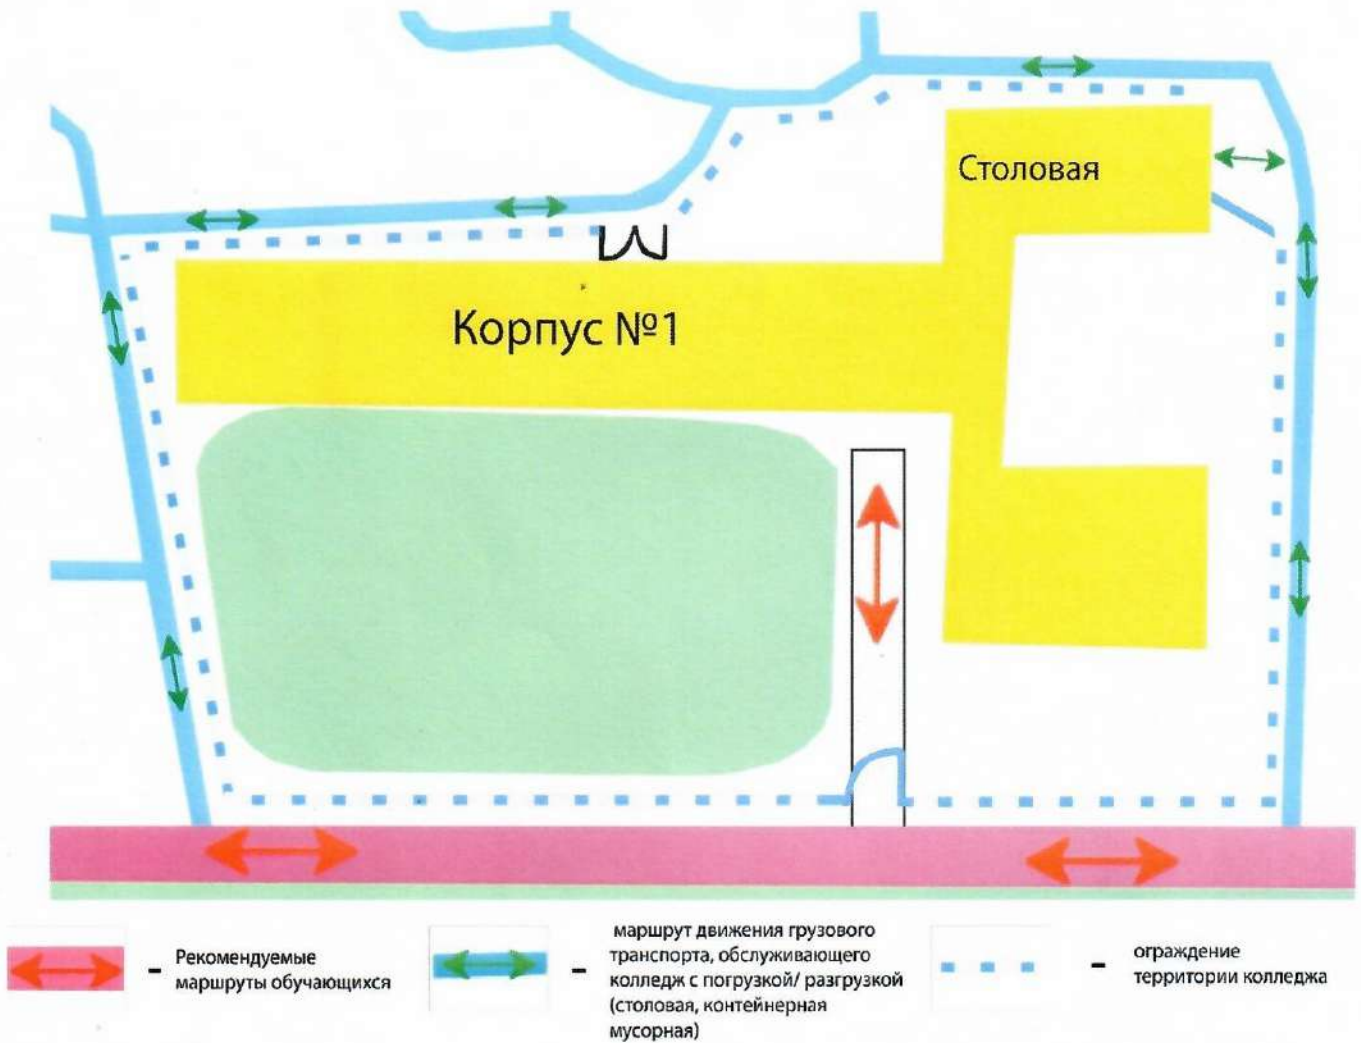 Столовая
Корпус №1
- Рекомендуемые
маршруты обучающихся
- маршрут движения грузового
транспорта, обслуживающего
колледж с погрузкой/ разгрузкой
(столовая, контейнерная
мусорная)
- ограждение
территории колледжа